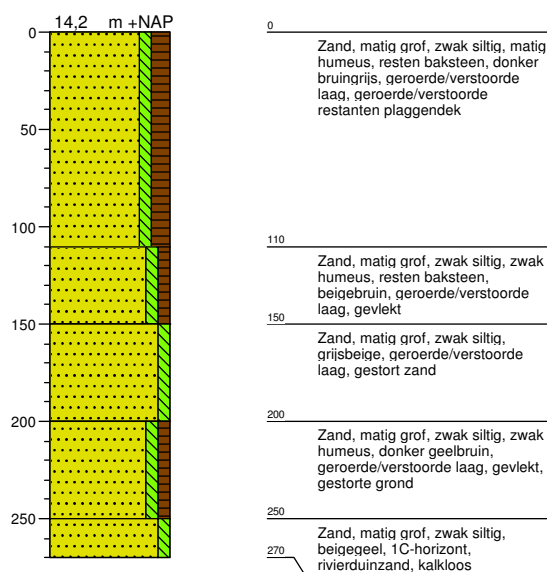 14,2 m +NAP
0
50
100
150
200
250
0
Zand, matig grof, zwak siltig, matig
humeus, resten baksteen, donker
bruingrijs, geroerde/verstoorde
laag, geroerde/verstoorde
restanten plaggendek
110
Zand, matig grof, zwak siltig, zwak
humeus, resten baksteen,
beigebruin, geroerde/verstoorde
laag, gevlekt
150
Zand, matig grof, zwak siltig,
grijsbeige, geroerde/verstoorde
laag, gestort zand
200
Zand, matig grof, zwak siltig, zwak
humeus, donker geelbruin,
geroerde/verstoorde laag, gevlekt,
gestorte grond
250
Zand, matig grof, zwak siltig,
beigegeel, 1C-horizont,
rivierduinzand, kalkloos
270